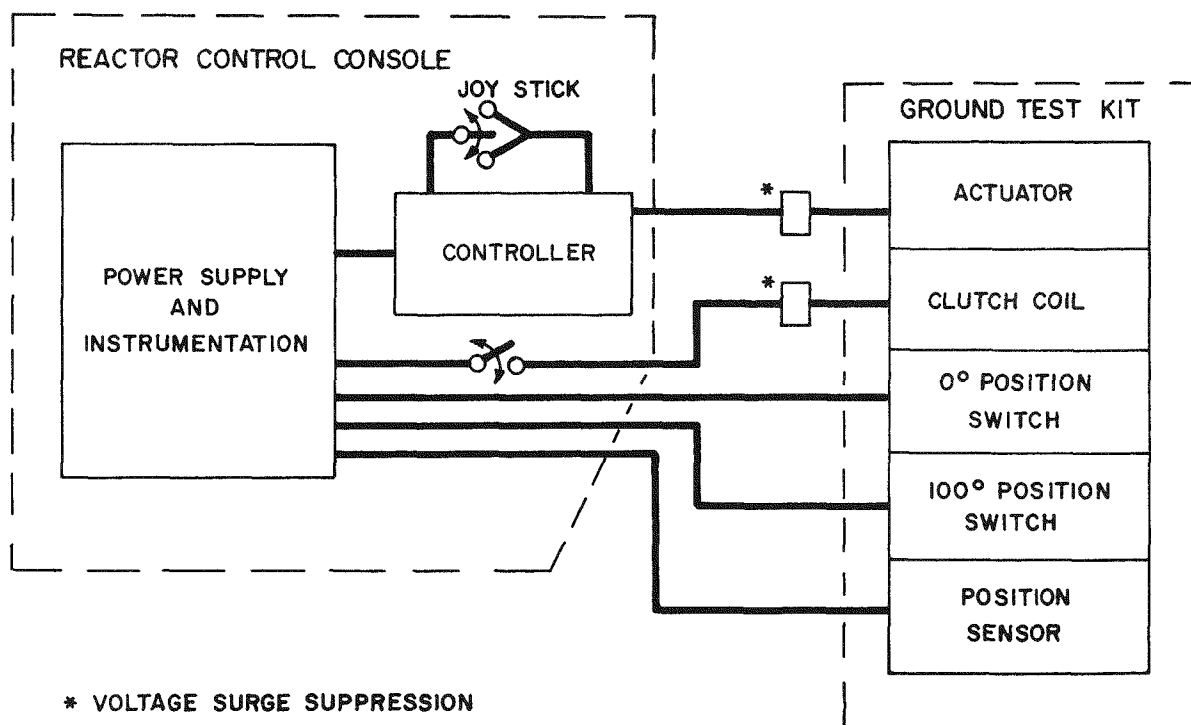 REACTOR CONTROL CONSOLE
JOY STICK
GROUND TEST KIT
ACTUATOR
*
CONTROLLER
POWER SUPPLY
AND
INSTRUMENTATION
*
CLUTCH COIL
0° POSITION
SWITCH
100° POSITION
SWITCH
POSITION
SENSOR
* VOLTAGE SURGE SUPPRESSION